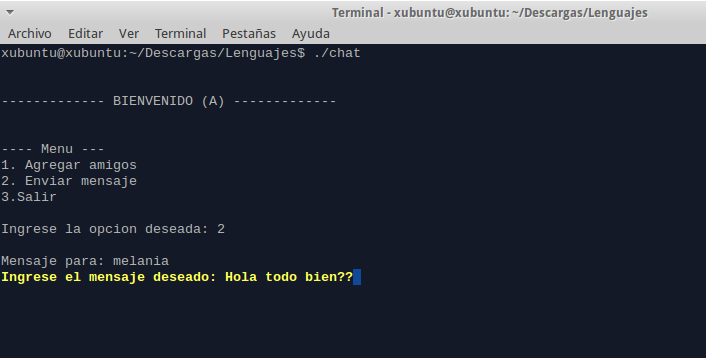 Terminal - xubuntu@xubuntu: ~/Descargas/Lenguajes
Archivo Editar Ver Terminal Pestañas Ayuda
xubuntu@xubuntu:~/Descargas/Lenguajes$ ./chat
------------- BIENVENIDO (A) -------------
---- Menu ---
1. Agregar amigos
2. Enviar mensaje
3.Salir
Ingrese la opcion deseada: 2
Mensaje para: melania
Ingrese el mensaje deseado: Hola todo bien??